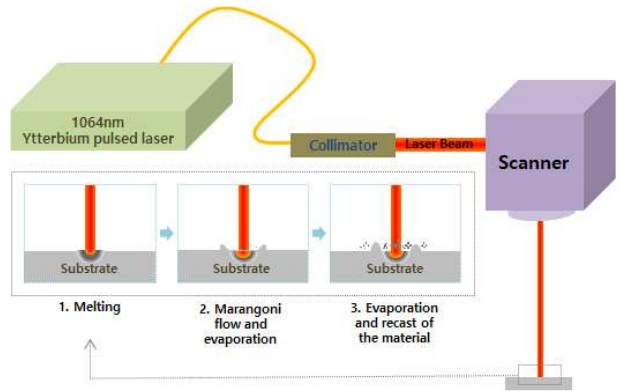 1064nm
Ytterbium pulsed laser
Collimator
Laser Beam
Scanner
Substrate
Substrate
Substrate
1. Melting
2. Marangoni
flow and
evaporation
3. Evaporation
and recast of
the material